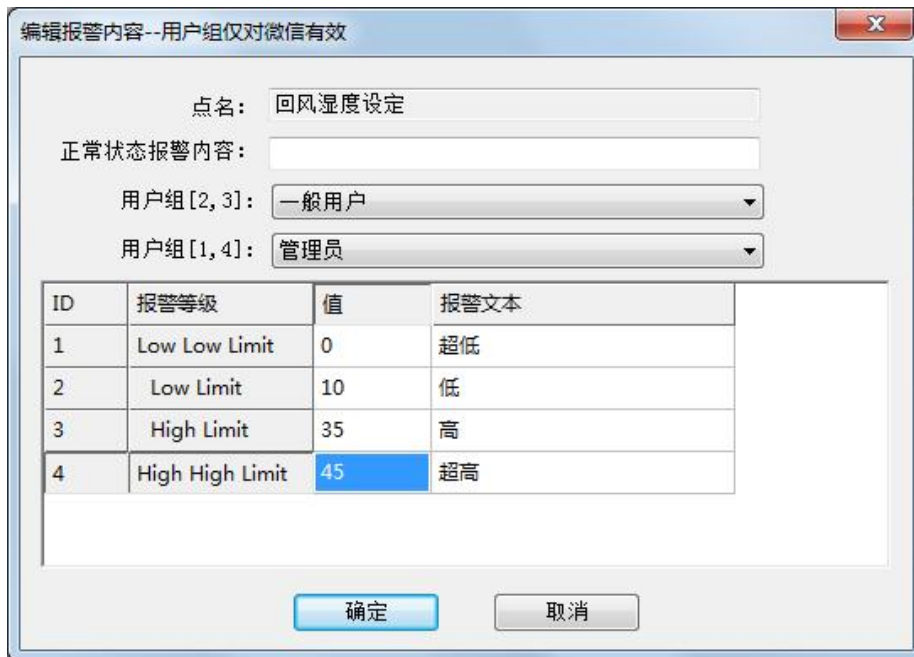 编辑报警内容--用户组仅对微信有效
点名: 回风湿度设定
正常状态报警内容:
用户组[2,3]: 一般用户
用户组[1,4]: 管理员
ID 报警等级 值 报警文本
1 Low Low Limit 0 超低
2 Low Limit 10 低
3 High Limit 35 高
4 High High Limit 45 超高
确定 取消